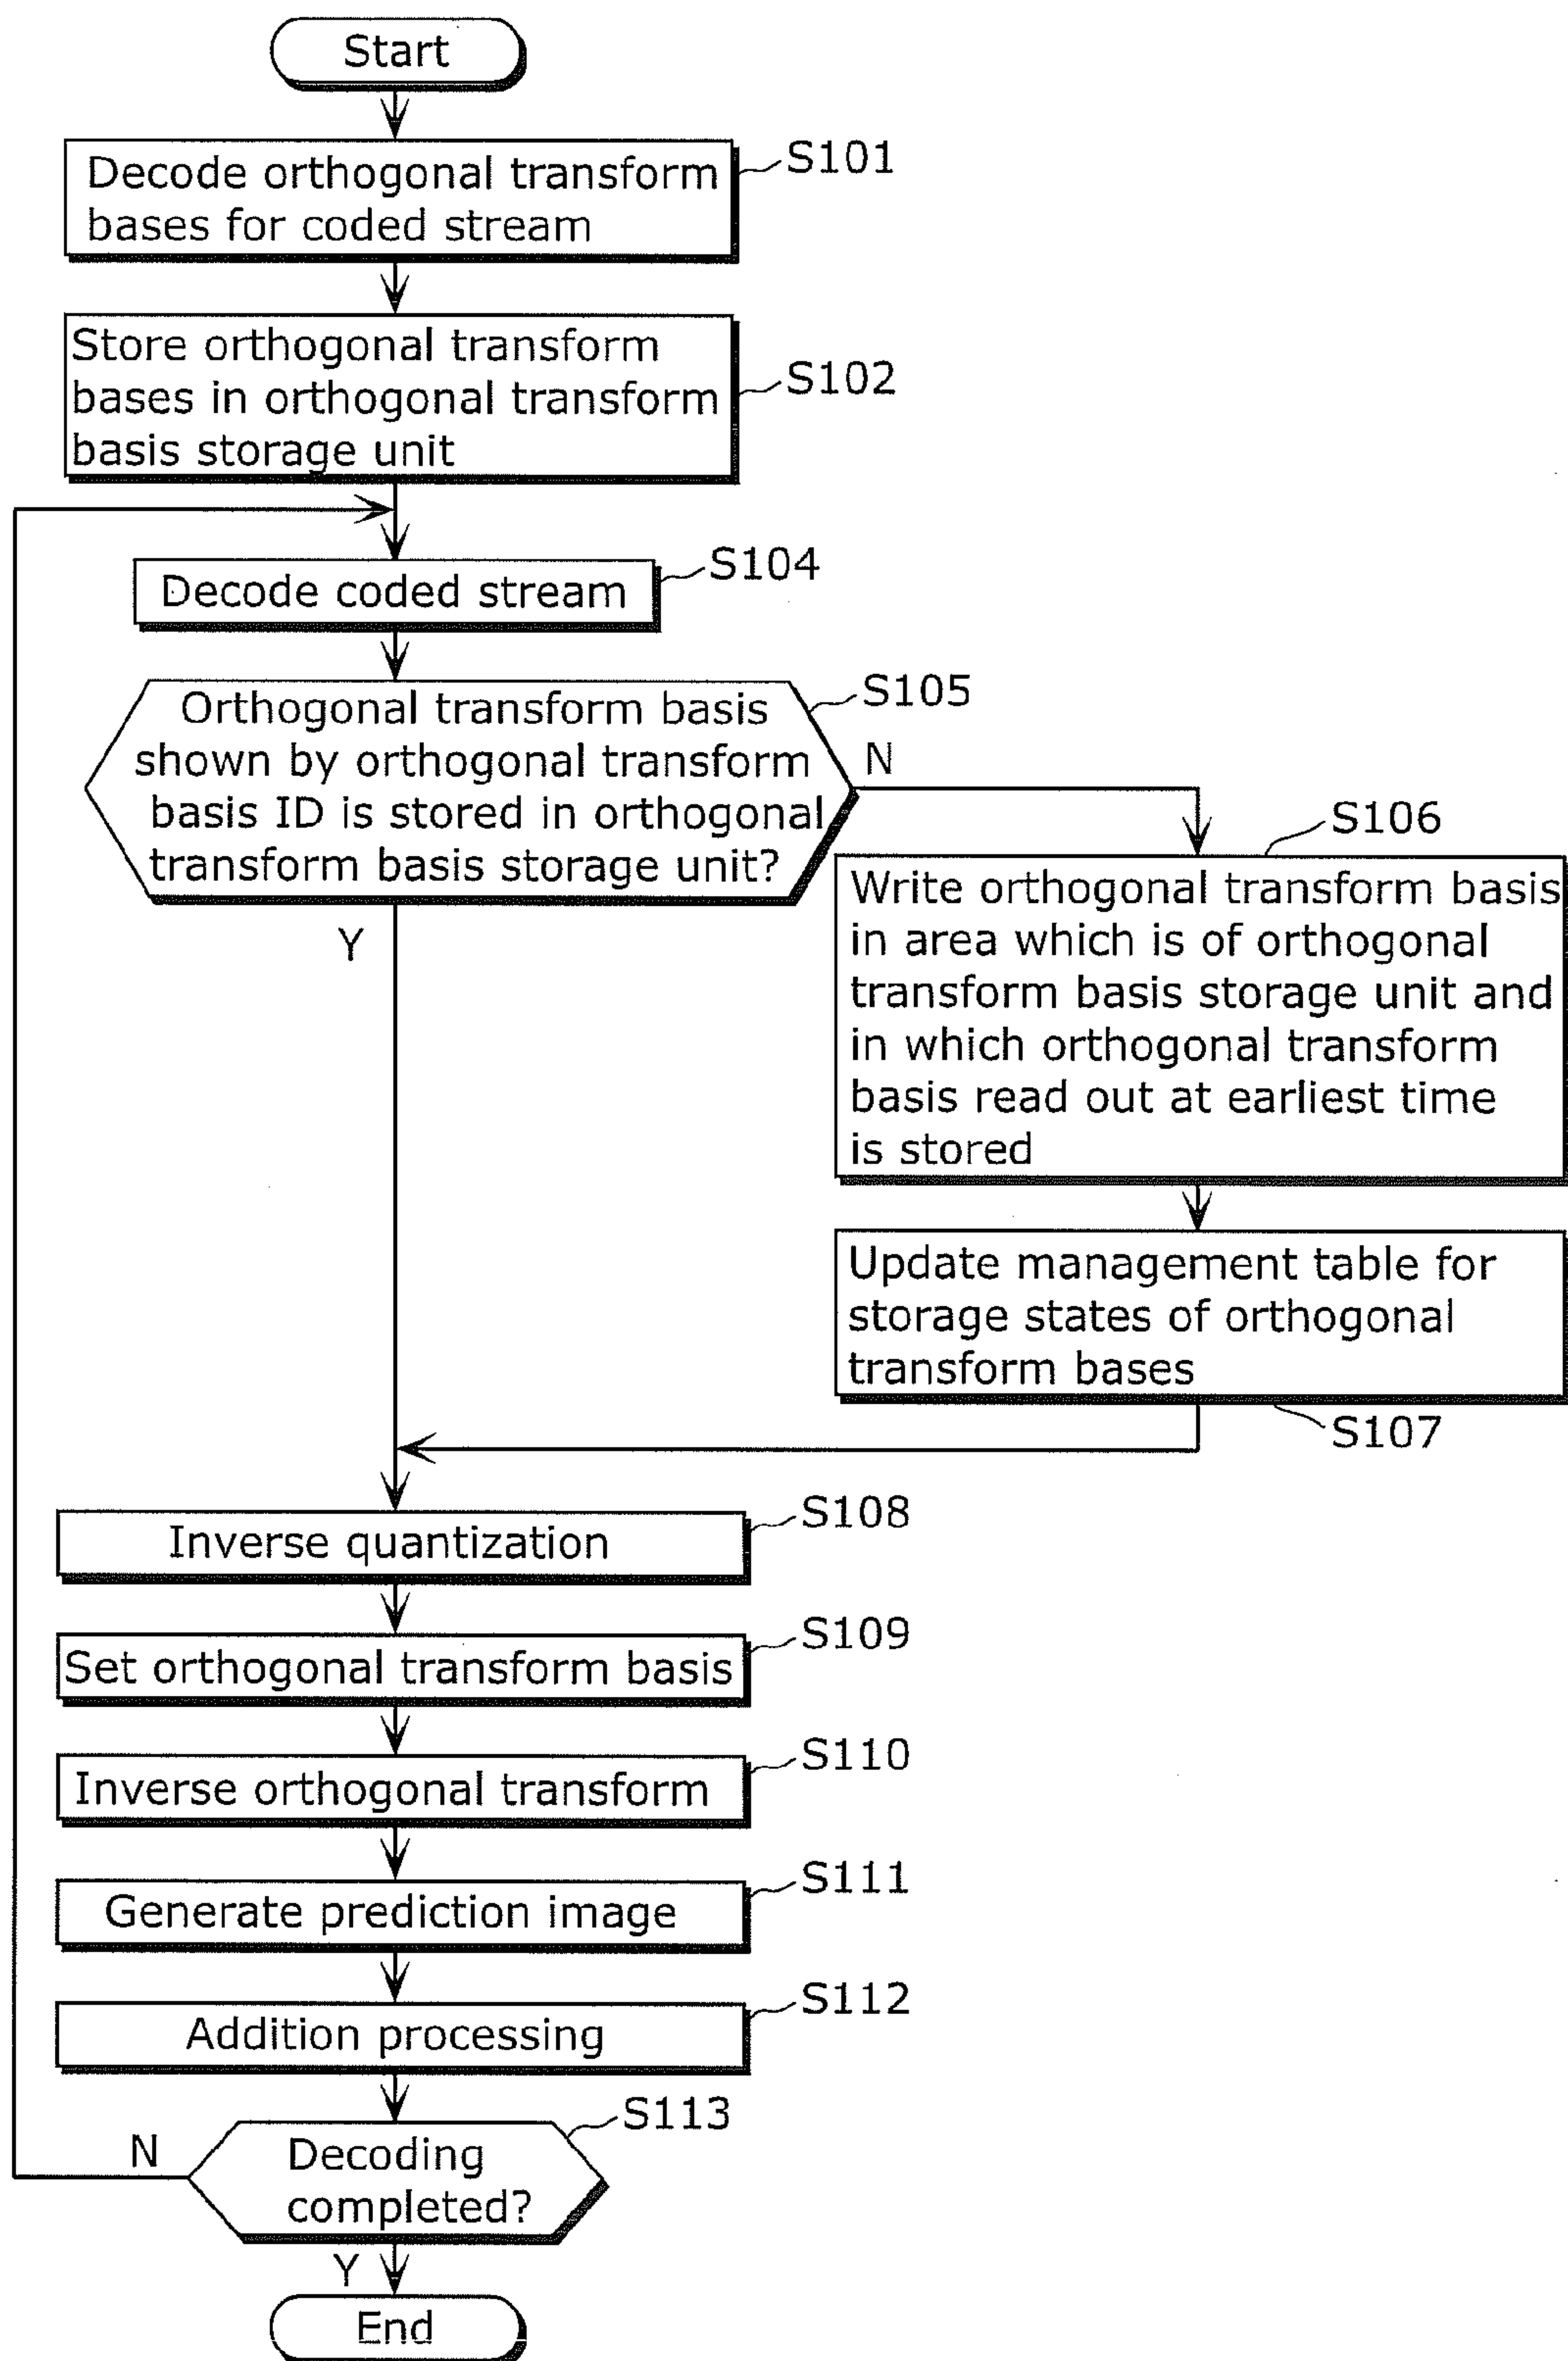 Start
Decode orthogonal transform
bases for coded stream
S101
Store orthogonal transform
bases in orthogonal transform
basis storage unit
S102
Decode coded stream
S104
Orthogonal transform basis
shown by orthogonal transform
basis ID is stored in orthogonal
transform basis storage unit?
S105
N
Y
S106
Write orthogonal transform basis
in area which is of orthogonal
transform basis storage unit and
in which orthogonal transform
basis read out at earliest time
is stored
Update management table for
storage states of orthogonal
transform bases
S107
Inverse quantization
S108
Set orthogonal transform basis
S109
Inverse orthogonal transform
S110
Generate prediction image
S111
Addition processing
S112
Decoding
completed?
S113
N
Y
End